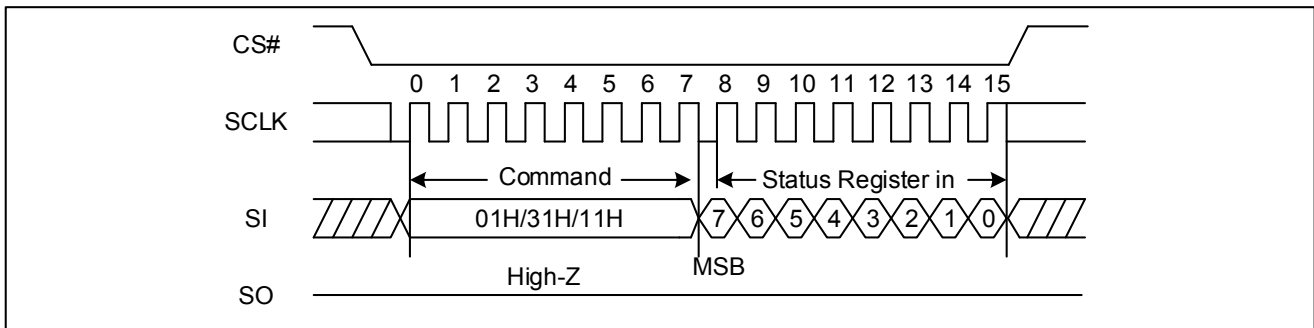 CS#
0 1 2 3 4 5 6 7 8 9 10 11 12 13 14 15
SCLK
Command Status Register in
SI 01H/31H/11H 7 6 5 4 3 2 1 0
High-Z MSB
SO